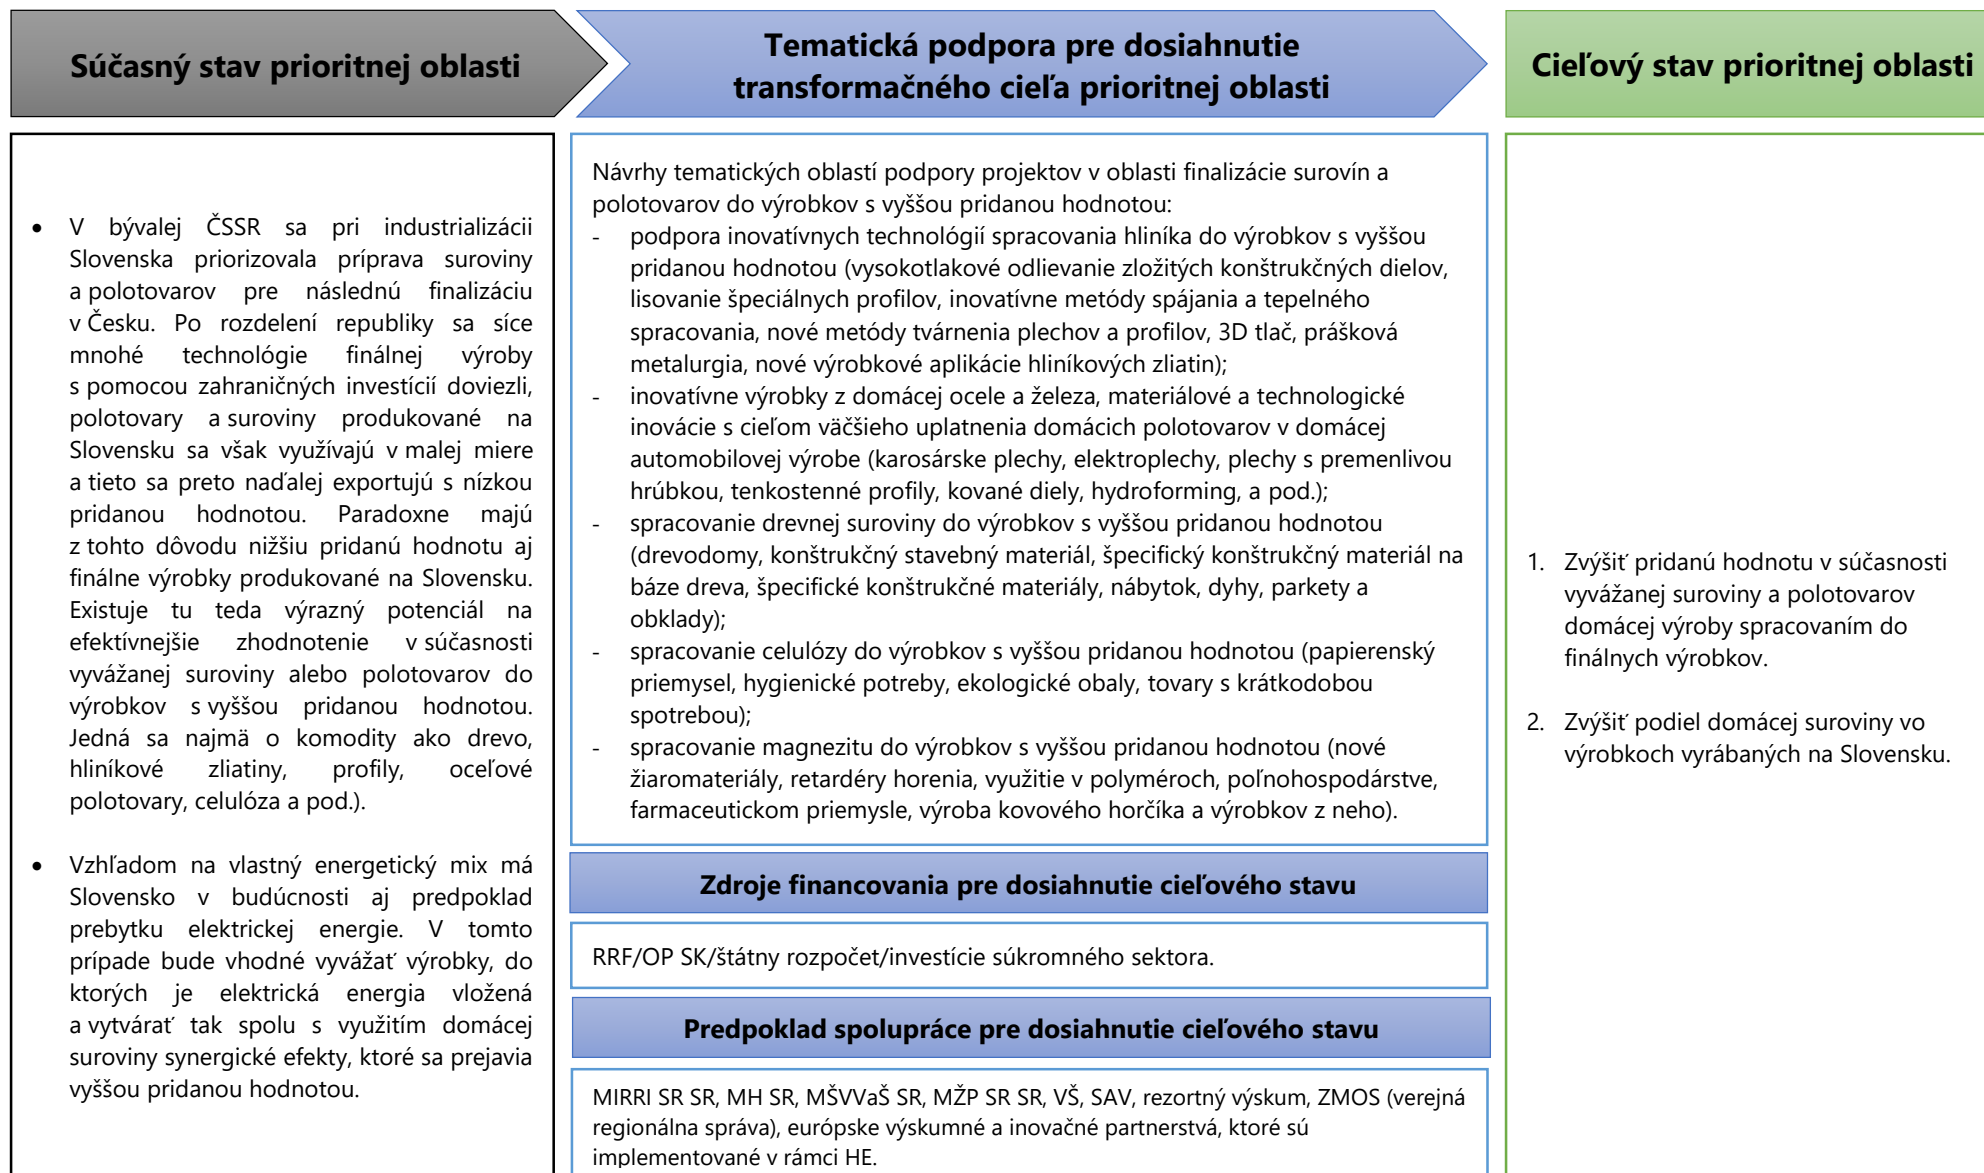 Súčasný stav prioritnej oblasti
Tematická podpora pre dosiahnutie
transformačného cieľa prioritnej oblasti
Cieľový stav prioritnej oblasti
• V bývalej ČSSR sa pri industrializácii
Slovenska priorizovala príprava suroviny
a polotovarov pre následnú finalizáciu
v Česku. Po rozdelení republiky sa síce
mnohé technológie finálnej výroby
s pomocou zahraničných investícií doviezli,
polotovary a suroviny produkované na
Slovensku sa však využívajú v malej miere
a tieto sa preto naďalej exportujú s nízkou
pridanou hodnotou. Paradoxne majú
z tohto dôvodu nižšiu pridanú hodnotu aj
finálne výrobky produkované na Slovensku.
Existuje tu teda výrazný potenciál na
efektívnejšie zhodnotenie v súčasnosti
vyvážanej suroviny alebo polotovarov do
výrobkov s vyššou pridanou hodnotou.
Jedná sa najmä o komodity ako drevo,
hliníkové zliatiny, profily, oceľové
polotovary, celulóza a pod.).
• Vzhľadom na vlastný energetický mix má
Slovensko v budúcnosti aj predpoklad
prebytku elektrickej energie. V tomto
prípade bude vhodné vyvážať výrobky, do
ktorých je elektrická energia vložená
a vytvárať tak spolu s využitím domácej
suroviny synergické efekty, ktoré sa prejavia
vyššou pridanou hodnotou.
Návrhy tematických oblastí podpory projektov v oblasti finalizácie surovín a
polotovarov do výrobkov s vyššou pridanou hodnotou:
- podpora inovatívnych technológií spracovania hliníka do výrobkov s vyššou
pridanou hodnotou (vysokotlakové odlievanie zložitých konštrukčných dielov,
lisovanie špeciálnych profilov, inovatívne metódy spájania a tepelného
spracovania, nové metódy tvárnenia plechov a profilov, 3D tlač, prášková
metalurgia, nové výrobkové aplikácie hliníkových zliatin);
- inovatívne výrobky z domácej ocele a železa, materiálové a technologické
inovácie s cieľom väčšieho uplatnenia domácich polotovarov v domácej
automobilovej výrobe (karosárske plechy, elektroplechy, plechy s premenlivou
hrúbkou, tenkostenné profily, kované diely, hydroforming, a pod.);
- spracovanie drevnej suroviny do výrobkov s vyššou pridanou hodnotou
(drevodomy, konštrukčný stavebný materiál, špecifický konštrukčný materiál na
báze dreva, špecifické konštrukčné materiály, nábytok, dyhy, parkety a
obklady);
- spracovanie celulózy do výrobkov s vyššou pridanou hodnotou (papierenský
priemysel, hygienické potreby, ekologické obaly, tovary s krátkodobou
spotrebou);
- spracovanie magnezitu do výrobkov s vyššou pridanou hodnotou (nové
žiaromateriály, retardéry horenia, využitie v polyméroch, poľnohospodárstve,
farmaceutickom priemysle, výroba kovového horčíka a výrobkov z neho).
Zdroje financovania pre dosiahnutie cieľového stavu
RRF/OP SK/štátny rozpočet/investície súkromného sektora.
Predpoklad spolupráce pre dosiahnutie cieľového stavu
MIRRI SR SR, MH SR, MŠVVaŠ SR, MŽP SR SR, VŠ, SAV, rezortný výskum, ZMOS (verejná
regionálna správa), európske výskumné a inovačné partnerstvá, ktoré sú
implementované v rámci HE.
1. Zvýšiť pridanú hodnotu v súčasnosti
vyvážanej suroviny a polotovarov
domácej výroby spracovaním do
finálnych výrobkov.
2. Zvýšiť podiel domácej suroviny vo
výrobkoch vyrábaných na Slovensku.